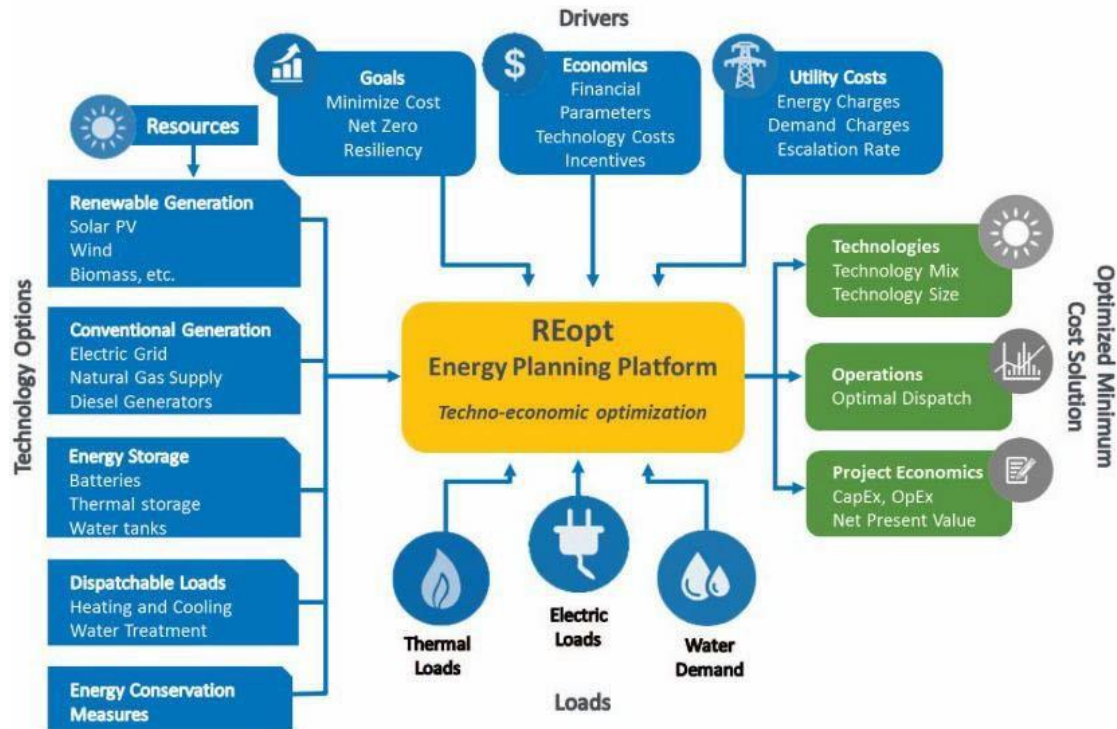 Drivers
Goals
Minimize Cost
Net Zero
Resiliency
Economics
Financial
Parameters
Technology Costs
Incentives
Utility Costs
Energy Charges
Demand Charges
Escalation Rate
Resources
Technology Options
Renewable Generation
Solar PV
Wind
Biomass, etc.
Conventional Generation
Electric Grid
Natural Gas Supply
Diesel Generators
Energy Storage
Batteries
Thermal storage
Water tanks
Dispatchable Loads
Heating and Cooling
Water Treatment
Energy Conservation
Measures
REopt
Energy Planning Platform
Techno-economic optimization
Thermal
Loads
Electric
Loads
Water
Demand
Loads
Technologies
Technology Mix
Technology Size
Operations
Optimal Dispatch
Project Economics
CapEx, OpEx
Net Present Value
Optimized Minimum
Cost Solution
$